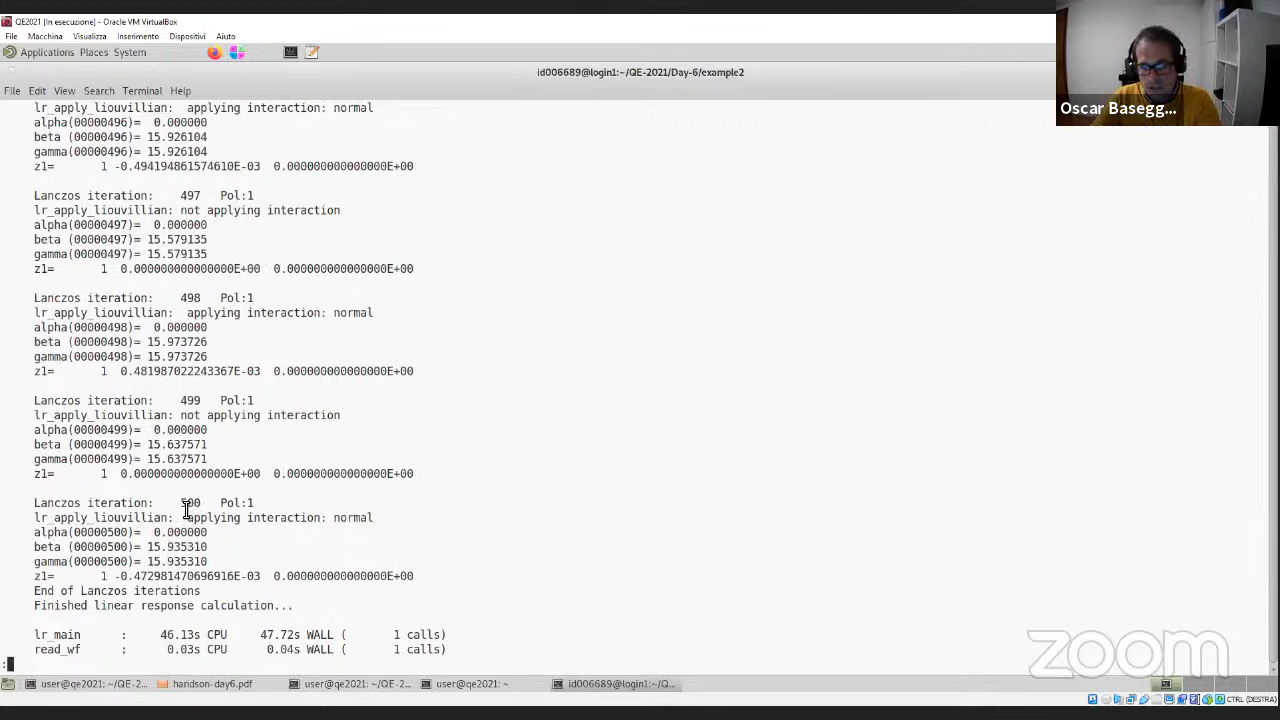 QE2021 [In esecuzione] - Oracle VM VirtualBox
File Macchina Visualizza Inserimento Dispositivi Aiuto
Applications Places System
id006689@login1:~/QE-2021/Day-6/example2
File Edit View Search Terminal Help
Oscar Basegg...
lr_apply_liouvillian:  applying interaction: normal
alpha(00000496)=  0.000000
beta (00000496)= 15.926104
gamma(00000496)= 15.926104
z1=       1 -0.494194861574610E-03  0.000000000000000E+00
Lanczos iteration:    497   Pol:1
lr_apply_liouvillian: not applying interaction
alpha(00000497)=  0.000000
beta (00000497)= 15.579135
gamma(00000497)= 15.579135
z1=       1  0.000000000000000E+00  0.000000000000000E+00
Lanczos iteration:    498   Pol:1
lr_apply_liouvillian:  applying interaction: normal
alpha(00000498)=  0.000000
beta (00000498)= 15.973726
gamma(00000498)= 15.973726
z1=       1  0.481987022243367E-03  0.000000000000000E+00
Lanczos iteration:    499   Pol:1
lr_apply_liouvillian: not applying interaction
alpha(00000499)=  0.000000
beta (00000499)= 15.637571
gamma(00000499)= 15.637571
z1=       1  0.000000000000000E+00  0.000000000000000E+00
Lanczos iteration:    500   Pol:1
lr_apply_liouvillian:  applying interaction: normal
alpha(00000500)=  0.000000
beta (00000500)= 15.935310
gamma(00000500)= 15.935310
z1=       1 -0.472981470696916E-03  0.000000000000000E+00
End of Lanczos iterations
Finished linear response calculation...
lr_main      :     46.13s CPU     47.72s WALL (       1 calls)
read_wf      :      0.03s CPU      0.04s WALL (       1 calls)
:
zoom
user@qe2021: ~/QE-2... handson-day6.pdf user@qe2021: ~/QE-2... user@qe2021: ~ id006689@login1:~/Q...
CTRL (DESTRA)